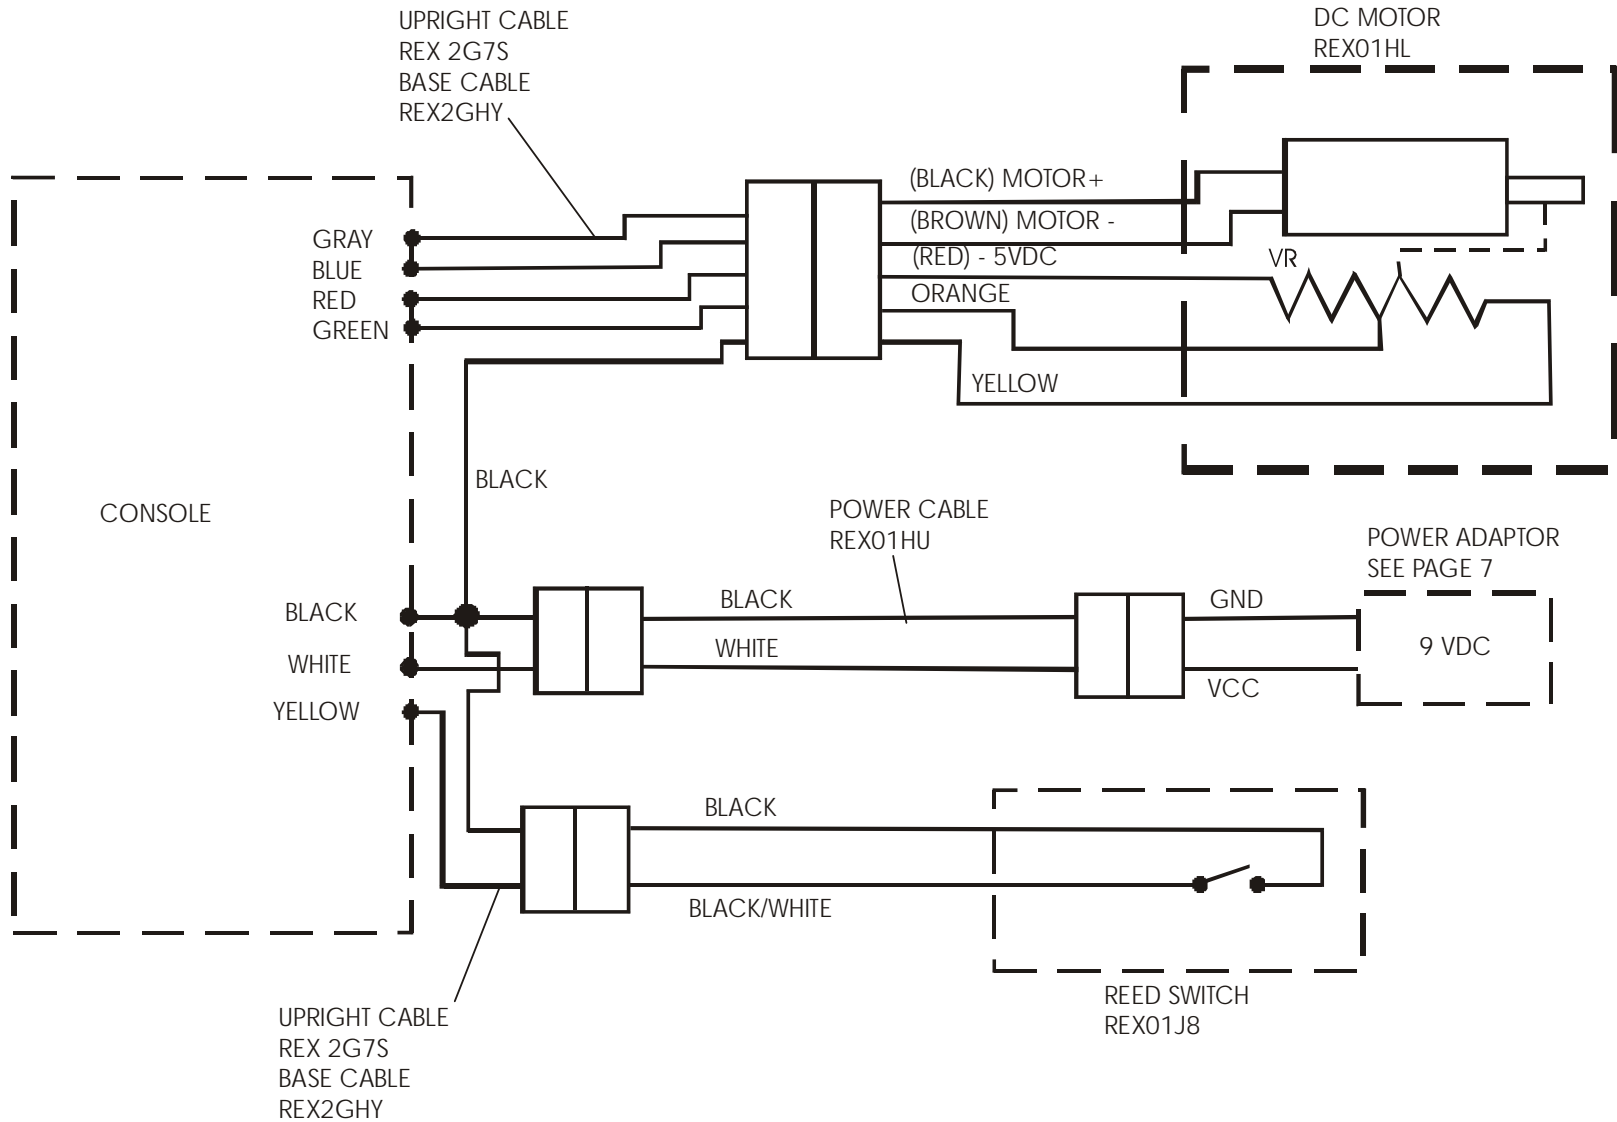 UPRIGHT CABLE
REX 2G7S
BASE CABLE
REX2GHY
DC MOTOR
REX01HL
(BLACK) MOTOR+
(BROWN) MOTOR -
(RED) - 5VDC
ORANGE
YELLOW
VR
GRAY
BLUE
RED
GREEN
BLACK
CONSOLE
POWER CABLE
REX01HU
POWER ADAPTOR
SEE PAGE 7
BLACK
WHITE
YELLOW
BLACK
WHITE
GND
VCC
9 VDC
BLACK
BLACK/WHITE
REED SWITCH
REX01J8
UPRIGHT CABLE
REX 2G7S
BASE CABLE
REX2GHY